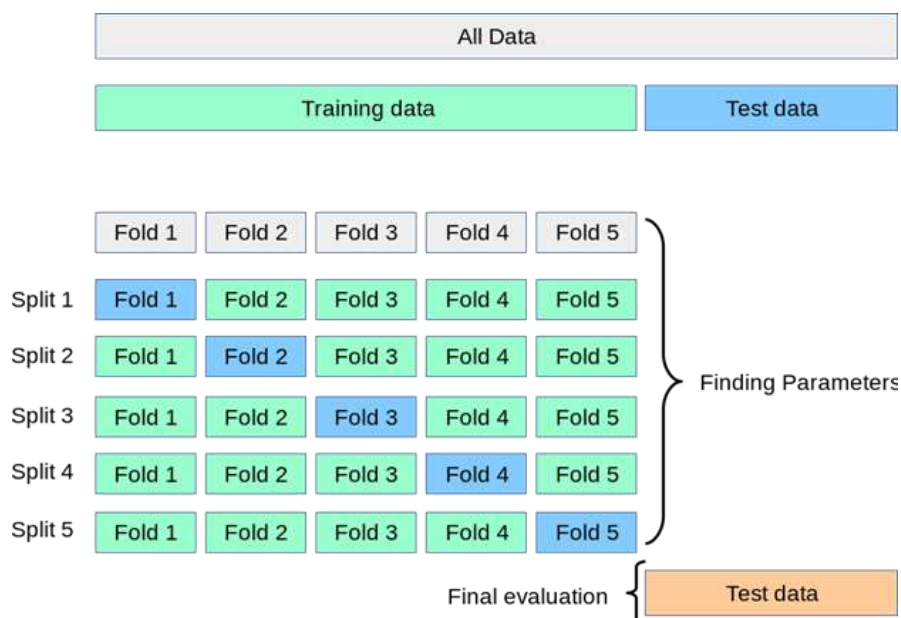 All Data
Training data Test data
Fold 1 Fold 2 Fold 3 Fold 4 Fold 5
Split 1 Fold 1 Fold 2 Fold 3 Fold 4 Fold 5
Split 2 Fold 1 Fold 2 Fold 3 Fold 4 Fold 5
Finding Parameters
Split 3 Fold 1 Fold 2 Fold 3 Fold 4 Fold 5
Split 4 Fold 1 Fold 2 Fold 3 Fold 4 Fold 5
Split 5 Fold 1 Fold 2 Fold 3 Fold 4 Fold 5
Final evaluation Test data